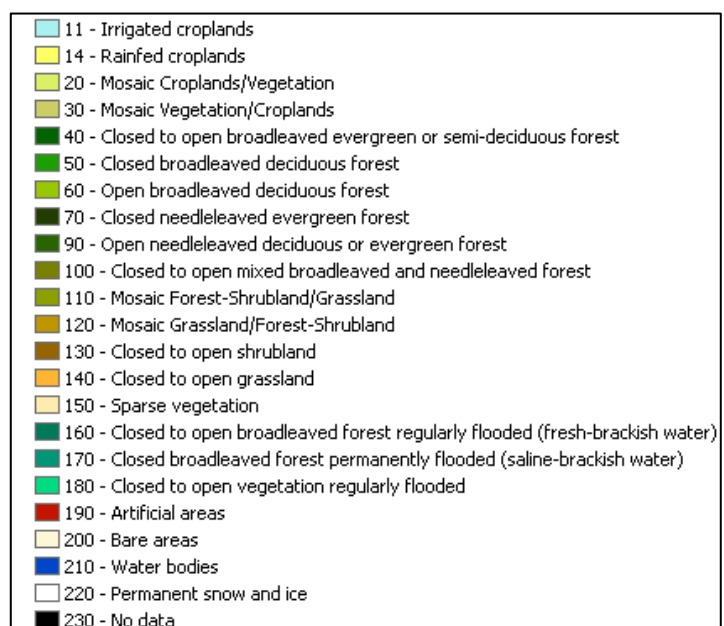 11 - Irrigated croplands
14 - Rainfed croplands
20 - Mosaic Croplands/Vegetation
30 - Mosaic Vegetation/Croplands
40 - Closed to open broadleaved evergreen or semi-deciduous forest
50 - Closed broadleaved deciduous forest
60 - Open broadleaved deciduous forest
70 - Closed needleleaved evergreen forest
90 - Open needleleaved deciduous or evergreen forest
100 - Closed to open mixed broadleaved and needleleaved forest
110 - Mosaic Forest-Shrubland/Grassland
120 - Mosaic Grassland/Forest-Shrubland
130 - Closed to open shrubland
140 - Closed to open grassland
150 - Sparse vegetation
160 - Closed to open broadleaved forest regularly flooded (fresh-brackish water)
170 - Closed broadleaved forest permanently flooded (saline-brackish water)
180 - Closed to open vegetation regularly flooded
190 - Artificial areas
200 - Bare areas
210 - Water bodies
220 - Permanent snow and ice
230 - No data